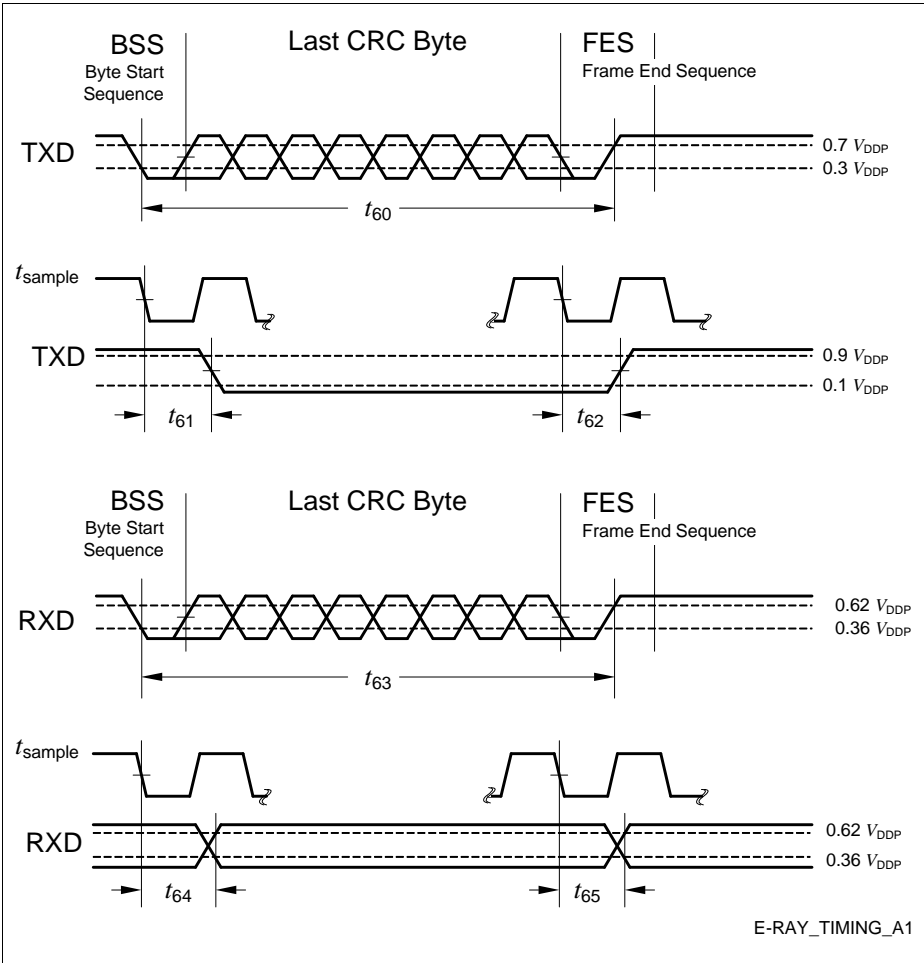 BSS Last CRC Byte FES
Byte Start Frame End Sequence
Sequence
TXD
0.7 VDDP
0.3 VDDP
t60
tsample
TXD
0.9 VDDP
0.1 VDDP
t61 t62
BSS Last CRC Byte FES
Byte Start Frame End Sequence
Sequence
RXD
0.62 VDDP
0.36 VDDP
t63
tsample
RXD
0.62 VDDP
0.36 VDDP
t64 t65
E-RAY_TIMING_A1